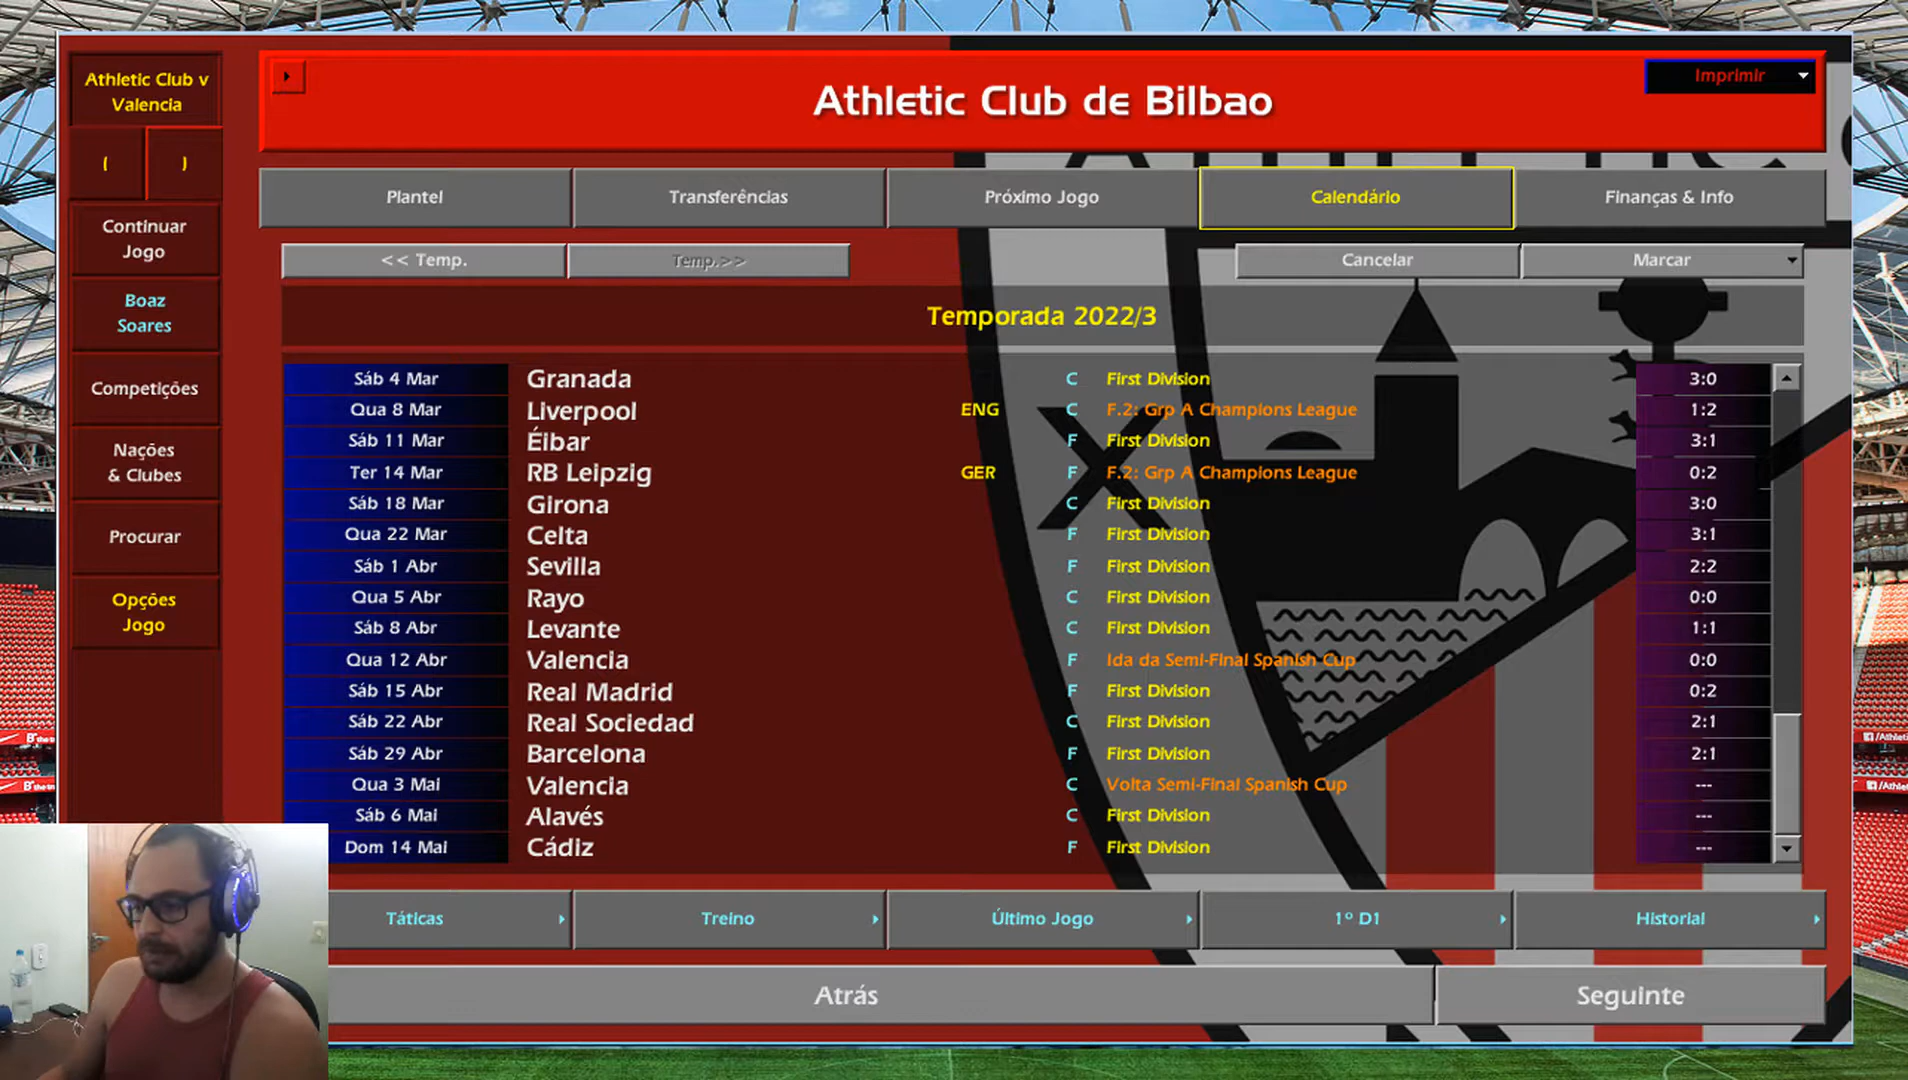 Athletic Club v
Valencia
Athletic Club de Bilbao
Imprimir
Plantel
Transferências
Próximo Jogo
Calendário
Finanças & Info
Continuar
Jogo
<< Temp.
Temp.>>
Cancelar
Marcar
Boaz
Soares
Temporada 2022/3
Competições
Nações
& Clubes
Procurar
Opções
Jogo
Sáb 4 Mar Granada C First Division 3:0
Qua 8 Mar Liverpool ENG C F.2: Grp A Champions League 1:2
Sáb 11 Mar Éibar F First Division 3:1
Ter 14 Mar RB Leipzig GER F F.2: Grp A Champions League 0:2
Sáb 18 Mar Girona C First Division 3:0
Qua 22 Mar Celta F First Division 3:1
Sáb 1 Abr Sevilla F First Division 2:2
Qua 5 Abr Rayo C First Division 0:0
Sáb 8 Abr Levante C First Division 1:1
Qua 12 Abr Valencia F Ida da Semi-Final Spanish Cup 0:0
Sáb 15 Abr Real Madrid F First Division 0:2
Sáb 22 Abr Real Sociedad C First Division 2:1
Sáb 29 Abr Barcelona F First Division 2:1
Qua 3 Mai Valencia C Volta Semi-Final Spanish Cup ---
Sáb 6 Mai Alavés C First Division ---
Dom 14 Mai Cádiz F First Division ---
Táticas
Treino
Último Jogo
1º D1
Historial
Atrás
Seguinte